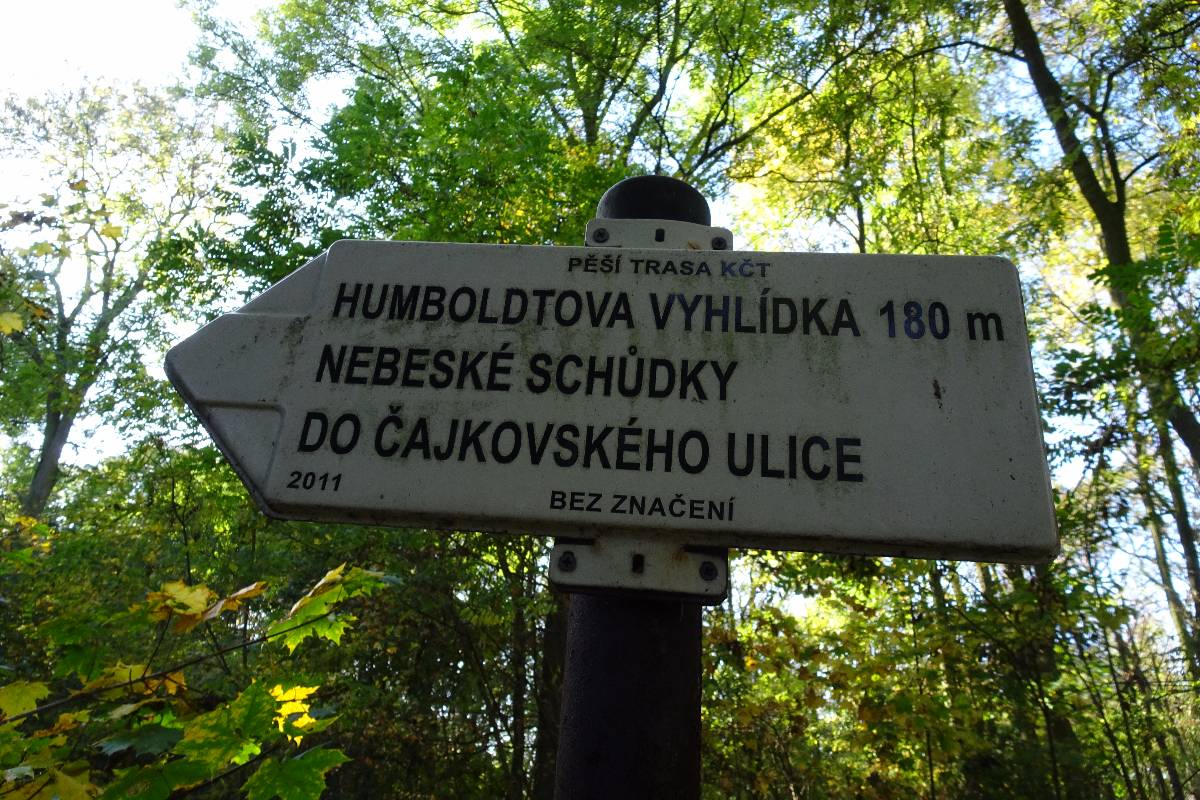 PĚŠÍ TRASA KČT
HUMBOLDTOVA VYHLÍDKA 180 m
NEBESKÉ SCHŮDKY
DO ČAJKOVSKÉHO ULICE
2011
BEZ ZNAČENÍ